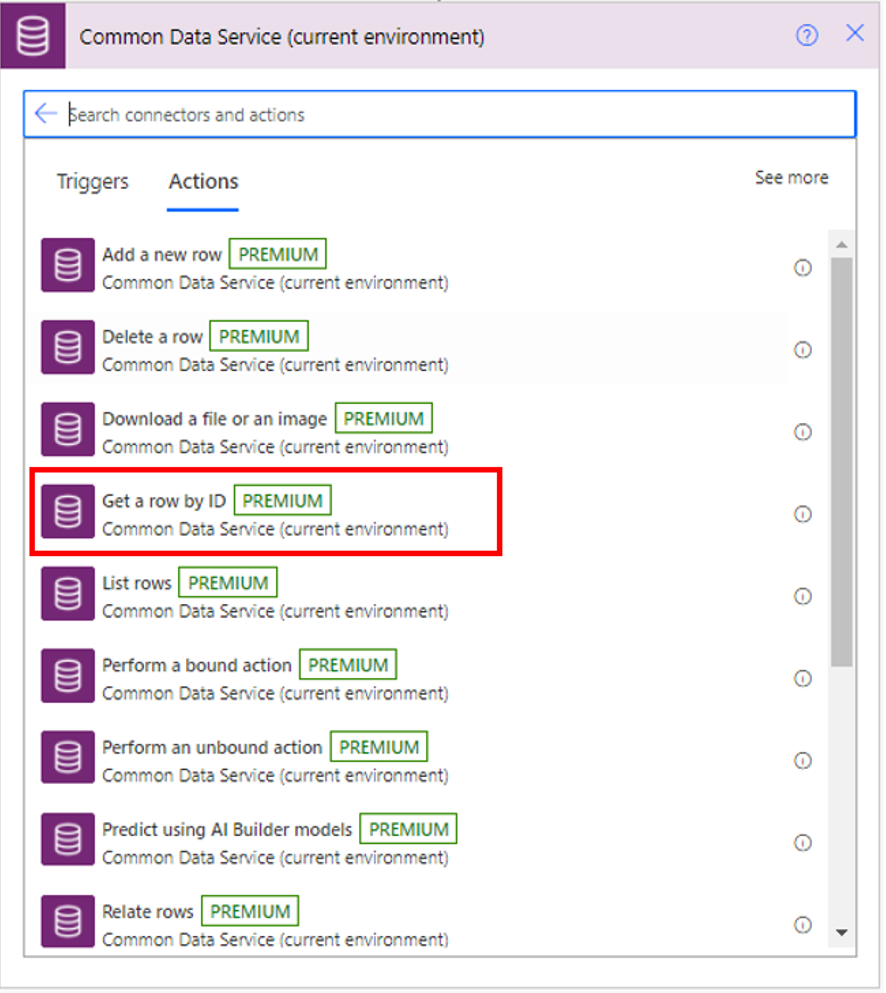 Common Data Service (current environment)
Search connectors and actions
Triggers Actions See more
Add a new row PREMIUM
Common Data Service (current environment)
Delete a row PREMIUM
Common Data Service (current environment)
Download a file or an image PREMIUM
Common Data Service (current environment)
Get a row by ID PREMIUM
Common Data Service (current environment)
List rows PREMIUM
Common Data Service (current environment)
Perform a bound action PREMIUM
Common Data Service (current environment)
Perform an unbound action PREMIUM
Common Data Service (current environment)
Predict using AI Builder models PREMIUM
Common Data Service (current environment)
Relate rows PREMIUM
Common Data Service (current environment)